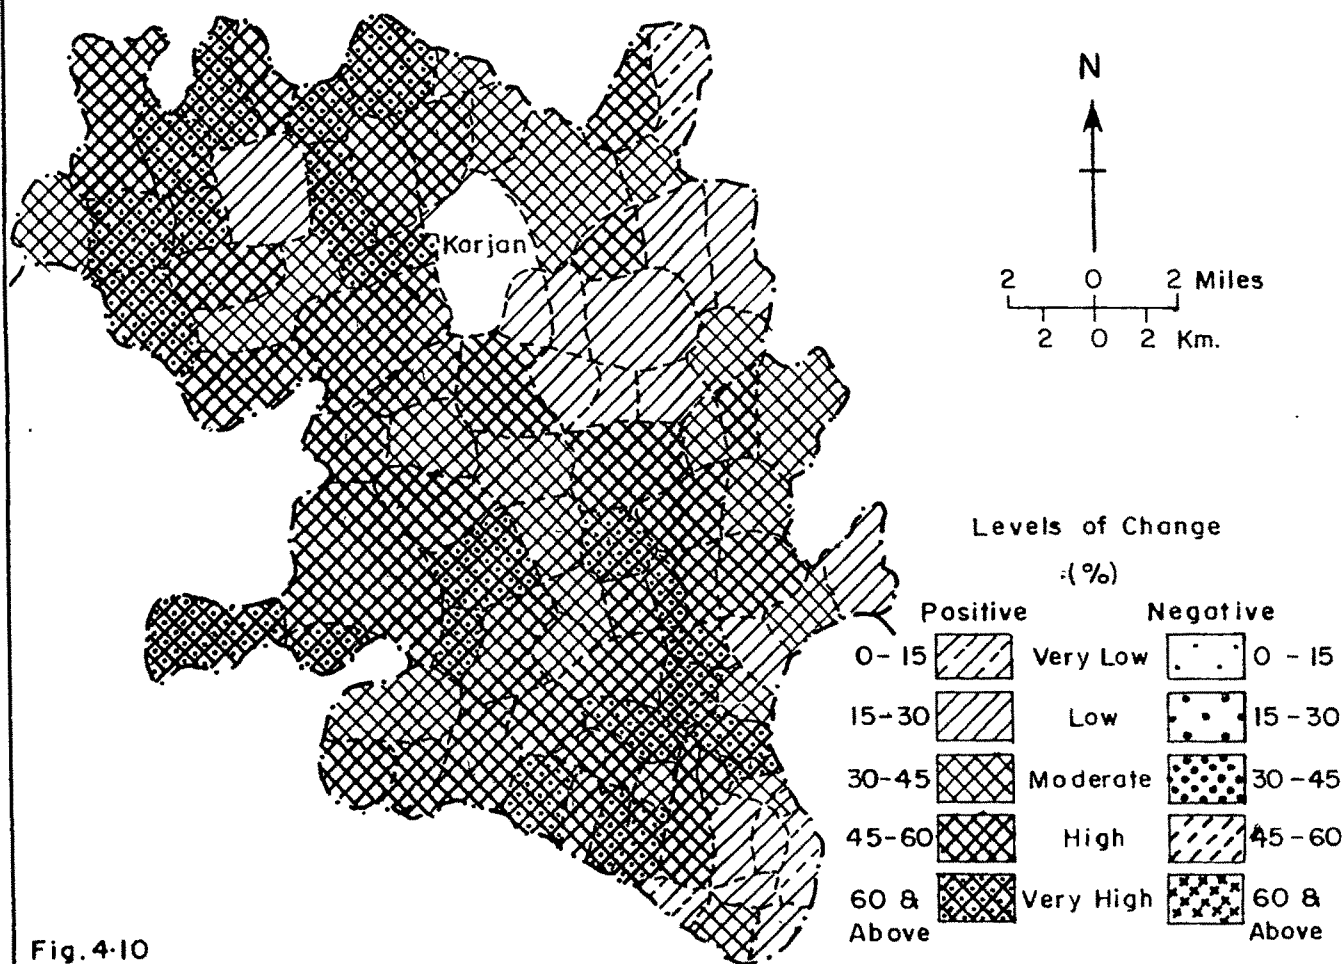 N
Karjan
2 0 2 Miles
2 0 2 Km.
Levels of Change
(%)
Positive Negative
0-15 Very Low 0-15
15-30 Low 15-30
30-45 Moderate 30-45
45-60 High 45-60
60 & Above Very High 60 & Above
Fig. 4·10